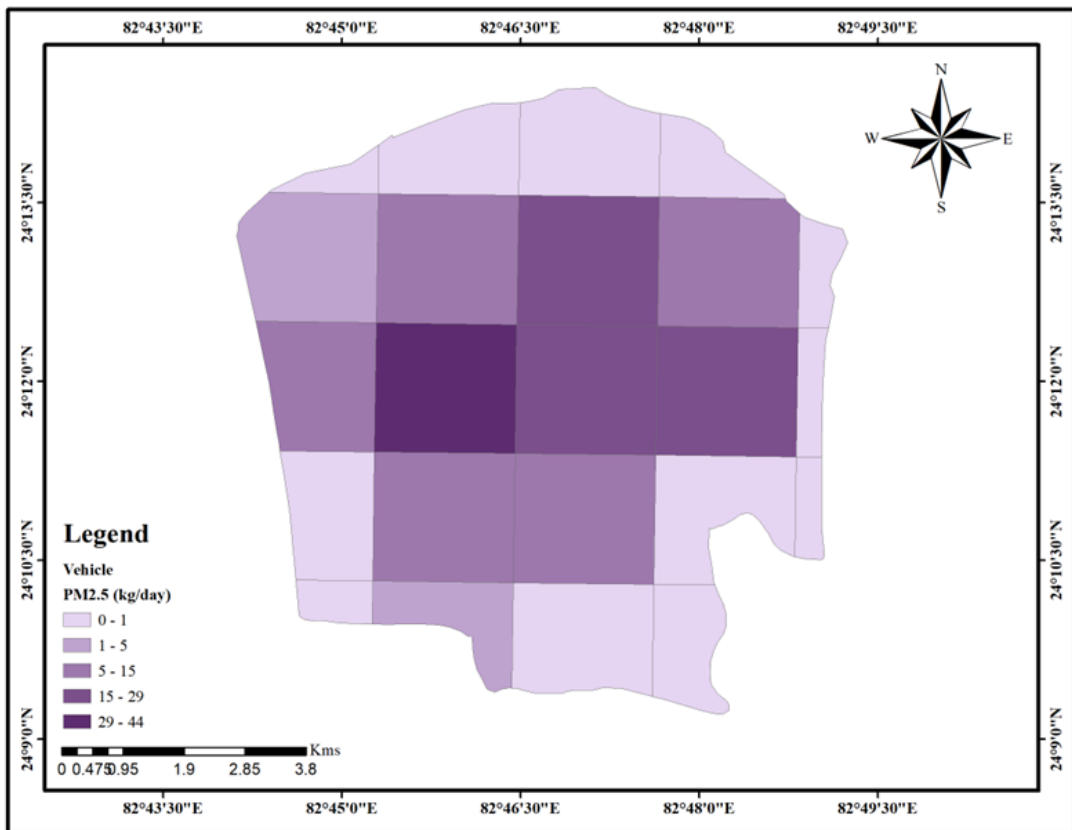 82°43'30"E 82°45'0"E 82°46'30"E 82°48'0"E 82°49'30"E
N
W E
S
24°13'30"N 24°13'30"N
24°12'0"N 24°12'0"N
24°10'30"N 24°10'30"N
24°9'0"N 24°9'0"N
Legend
Vehicle
PM2.5 (kg/day)
0 - 1
1 - 5
5 - 15
15 - 29
29 - 44
Kms
0 0.475 0.95 1.9 2.85 3.8
82°43'30"E 82°45'0"E 82°46'30"E 82°48'0"E 82°49'30"E